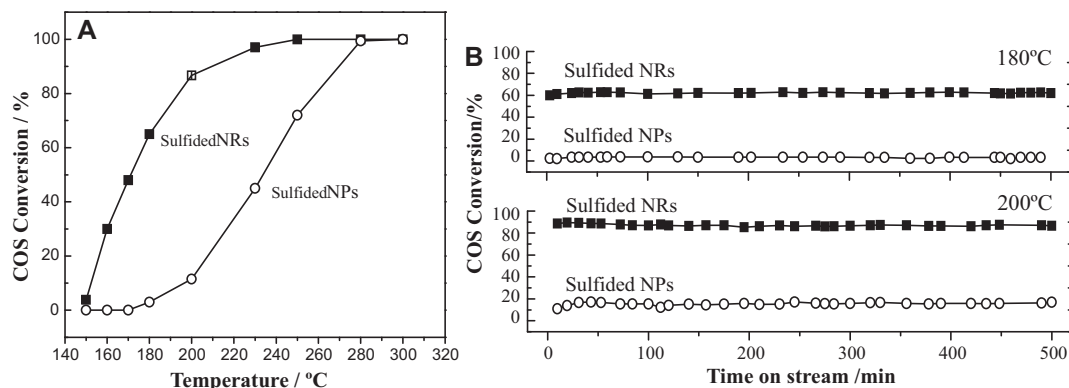 A
100
80
60
40
20
0
COS Conversion / %
SulfidedNRs
SulfidedNPs
140 160 180 200 220 240 260 280 300 320
Temperature / ºC
B
100
80
60
40
20
0
Sulfided NRs
180ºC
Sulfided NPs
COS Conversion/%
100
80
60
40
20
0
Sulfided NRs
200ºC
Sulfided NPs
0 100 200 300 400 500
Time on stream /min